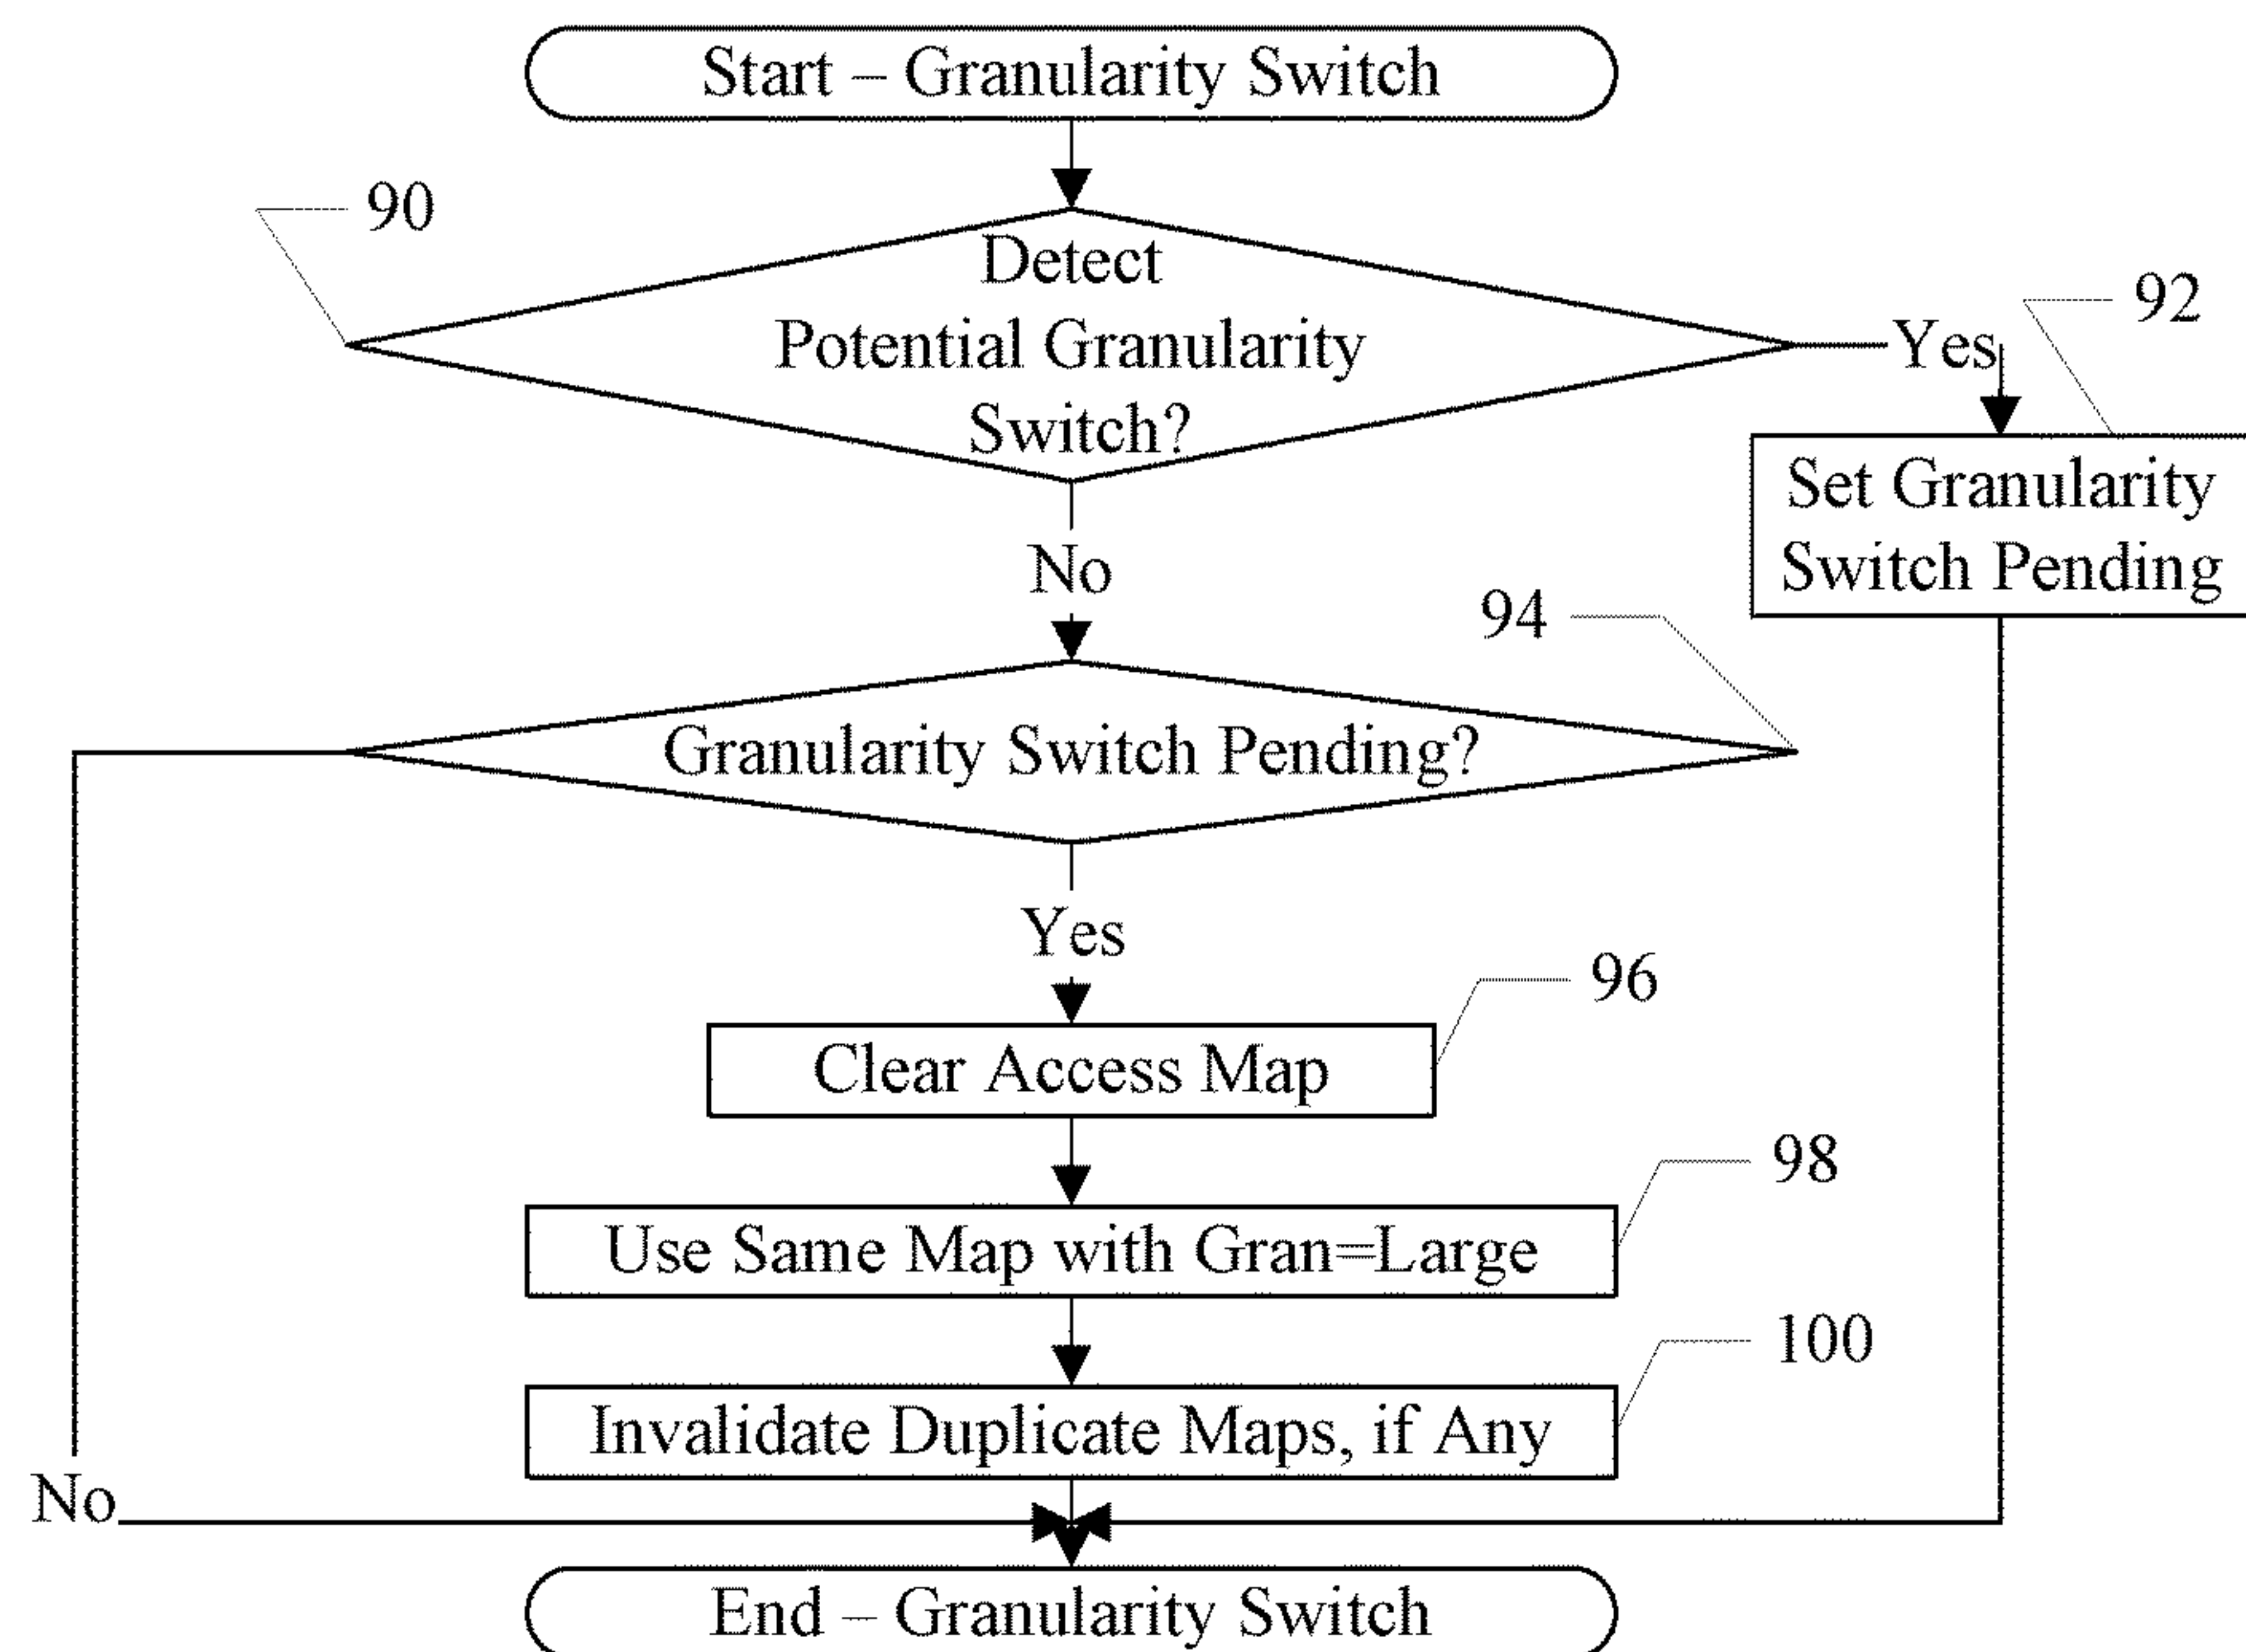 Start – Granularity Switch
90
Detect
Potential Granularity
Switch?
Yes
92
Set Granularity
Switch Pending
No
94
Granularity Switch Pending?
Yes
96
Clear Access Map
98
Use Same Map with Gran=Large
100
Invalidate Duplicate Maps, if Any
No
End – Granularity Switch